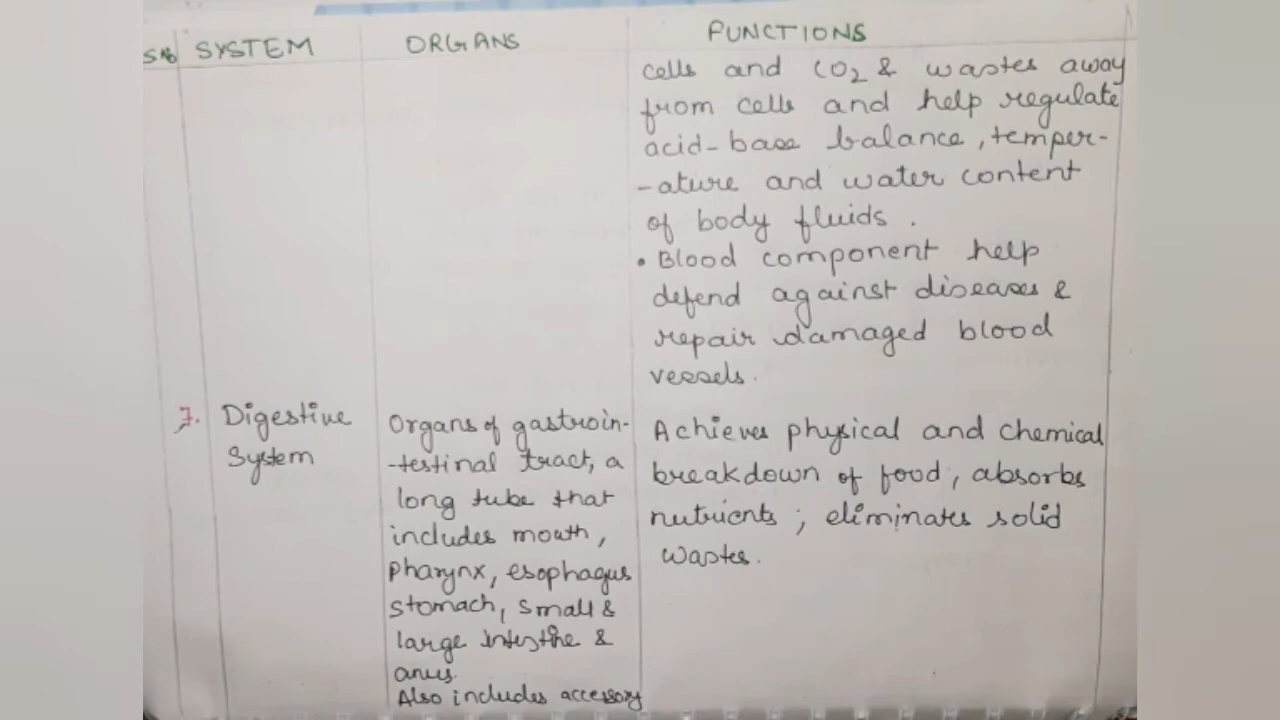 S No SYSTEM ORGANS FUNCTIONS
cells and CO2 & wastes away
from cells and help regulate
acid-base balance, temper-
-ature and water content
of body fluids.
• Blood component help
defend against diseases &
repair damaged blood
vessels.
7. Digestive
System
Organs of gastroin-
-testinal tract, a
long tube that
includes mouth,
pharynx, esophagus
stomach, small &
large intestine &
anus.
Also includes accessory
Achieves physical and chemical
breakdown of food; absorbs
nutrients; eliminates solid
wastes.